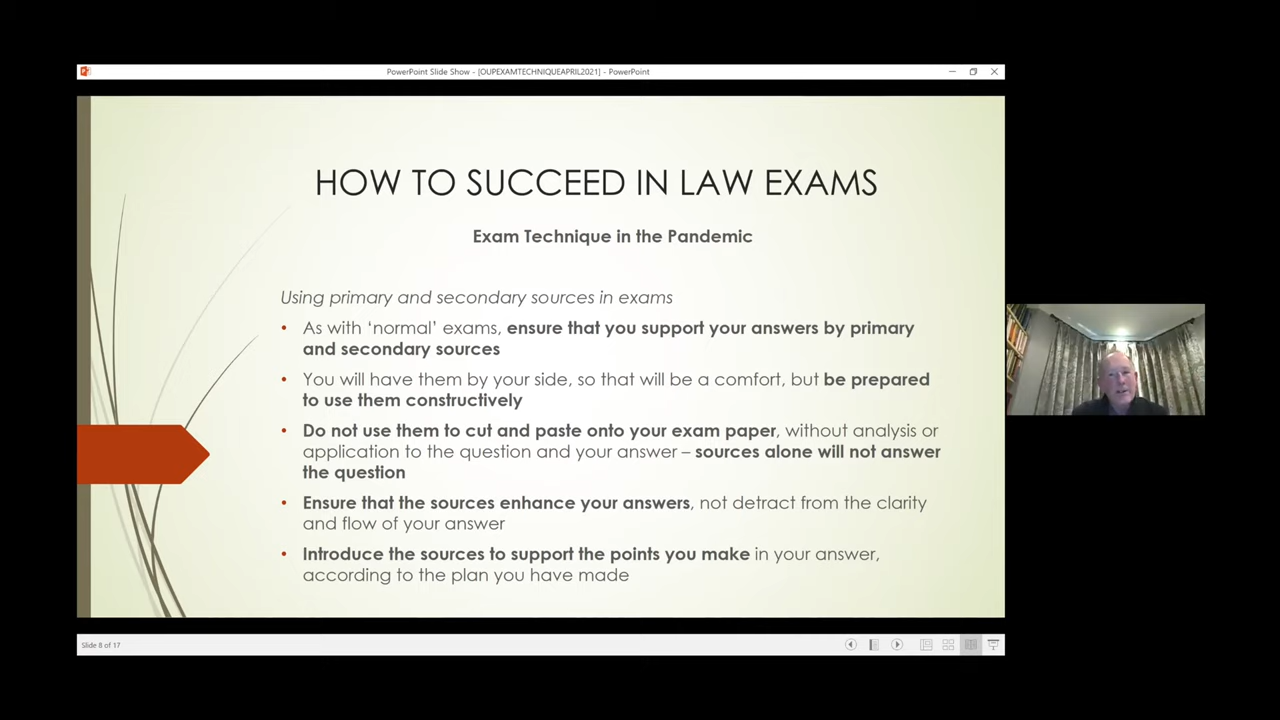 PowerPoint Slide Show - [OUPEXAMTECHNIQUEAPRIL2021] - PowerPoint
HOW TO SUCCEED IN LAW EXAMS
Exam Technique in the Pandemic
Using primary and secondary sources in exams
• As with ‘normal’ exams, ensure that you support your answers by primary
and secondary sources
• You will have them by your side, so that will be a comfort, but be prepared
to use them constructively
• Do not use them to cut and paste onto your exam paper, without analysis or
application to the question and your answer – sources alone will not answer
the question
• Ensure that the sources enhance your answers, not detract from the clarity
and flow of your answer
• Introduce the sources to support the points you make in your answer,
according to the plan you have made
Slide 8 of 17